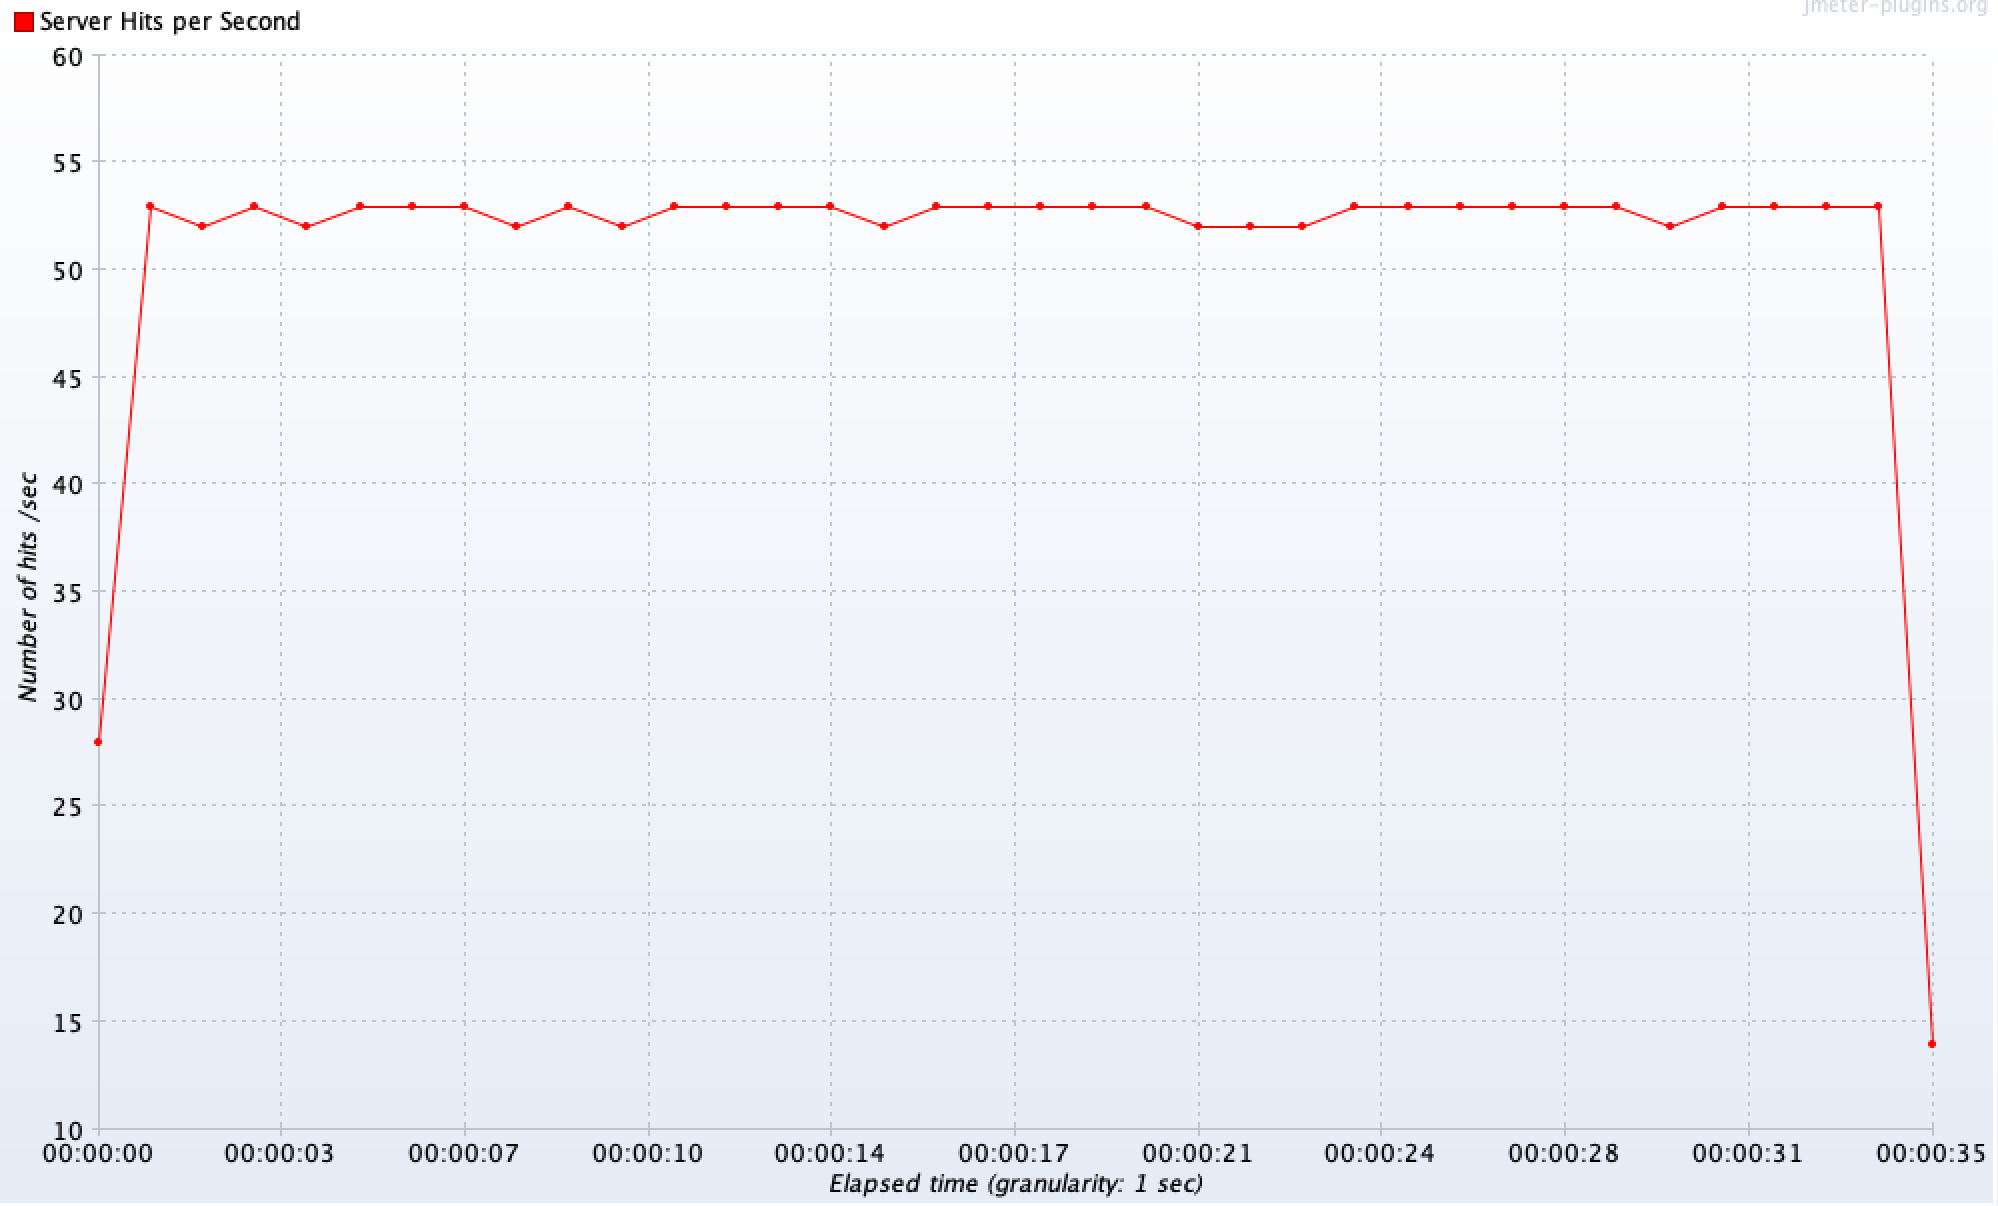 jmeter-plugins.org
Server Hits per Second
60
55
50
45
40
35
30
25
20
15
10
Number of hits /sec
00:00:00 00:00:03 00:00:07 00:00:10 00:00:14 00:00:17 00:00:21 00:00:24 00:00:28 00:00:31 00:00:35
Elapsed time (granularity: 1 sec)